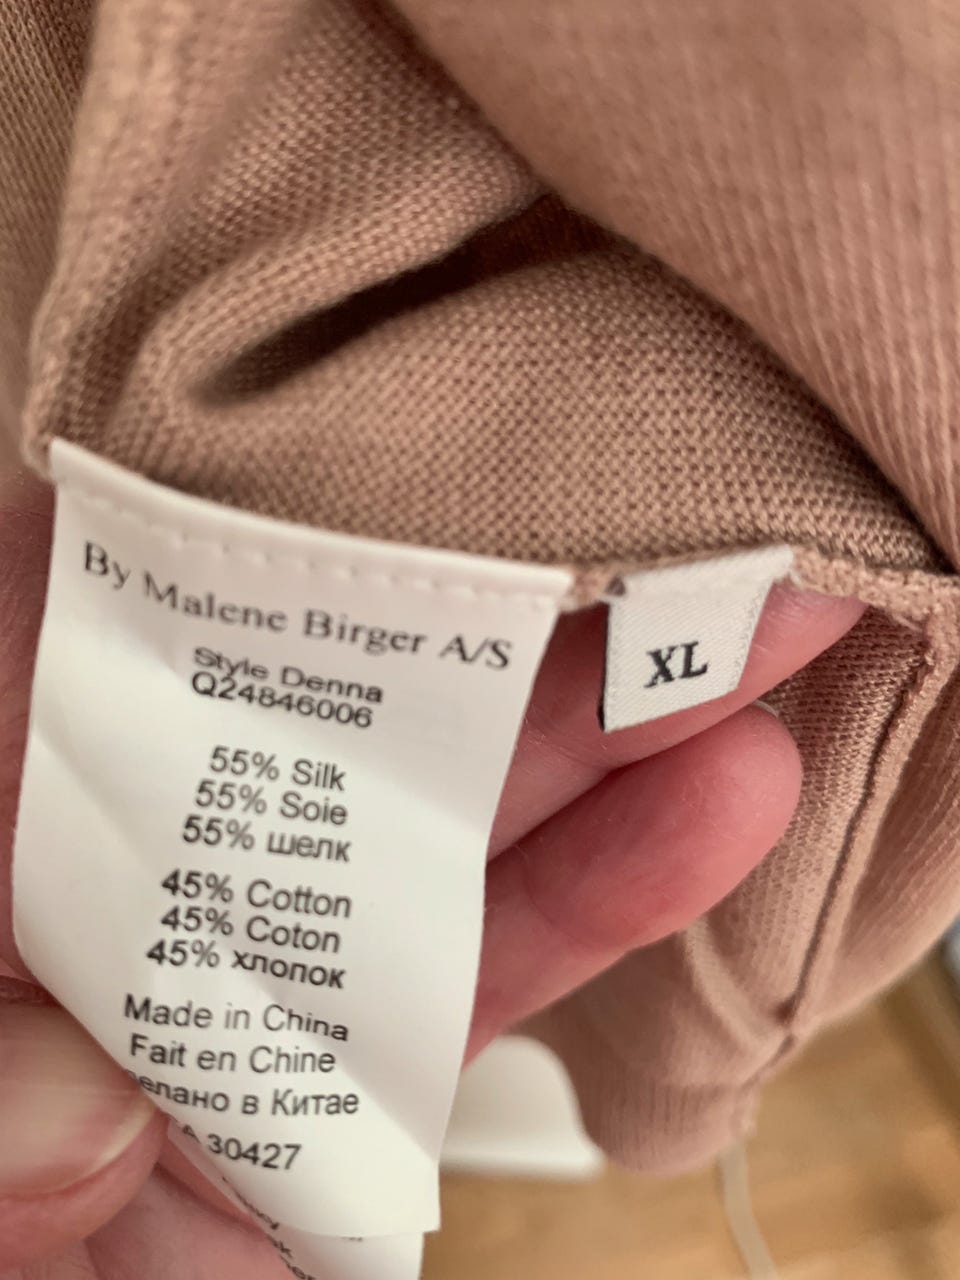 By Malene Birger A/S
Style Denna
Q24846006
55% Silk
55% Soie
55% шелк
45% Cotton
45% Coton
45% хлопок
Made in China
Fait en Chine
елано в Китае
A 30427
XL